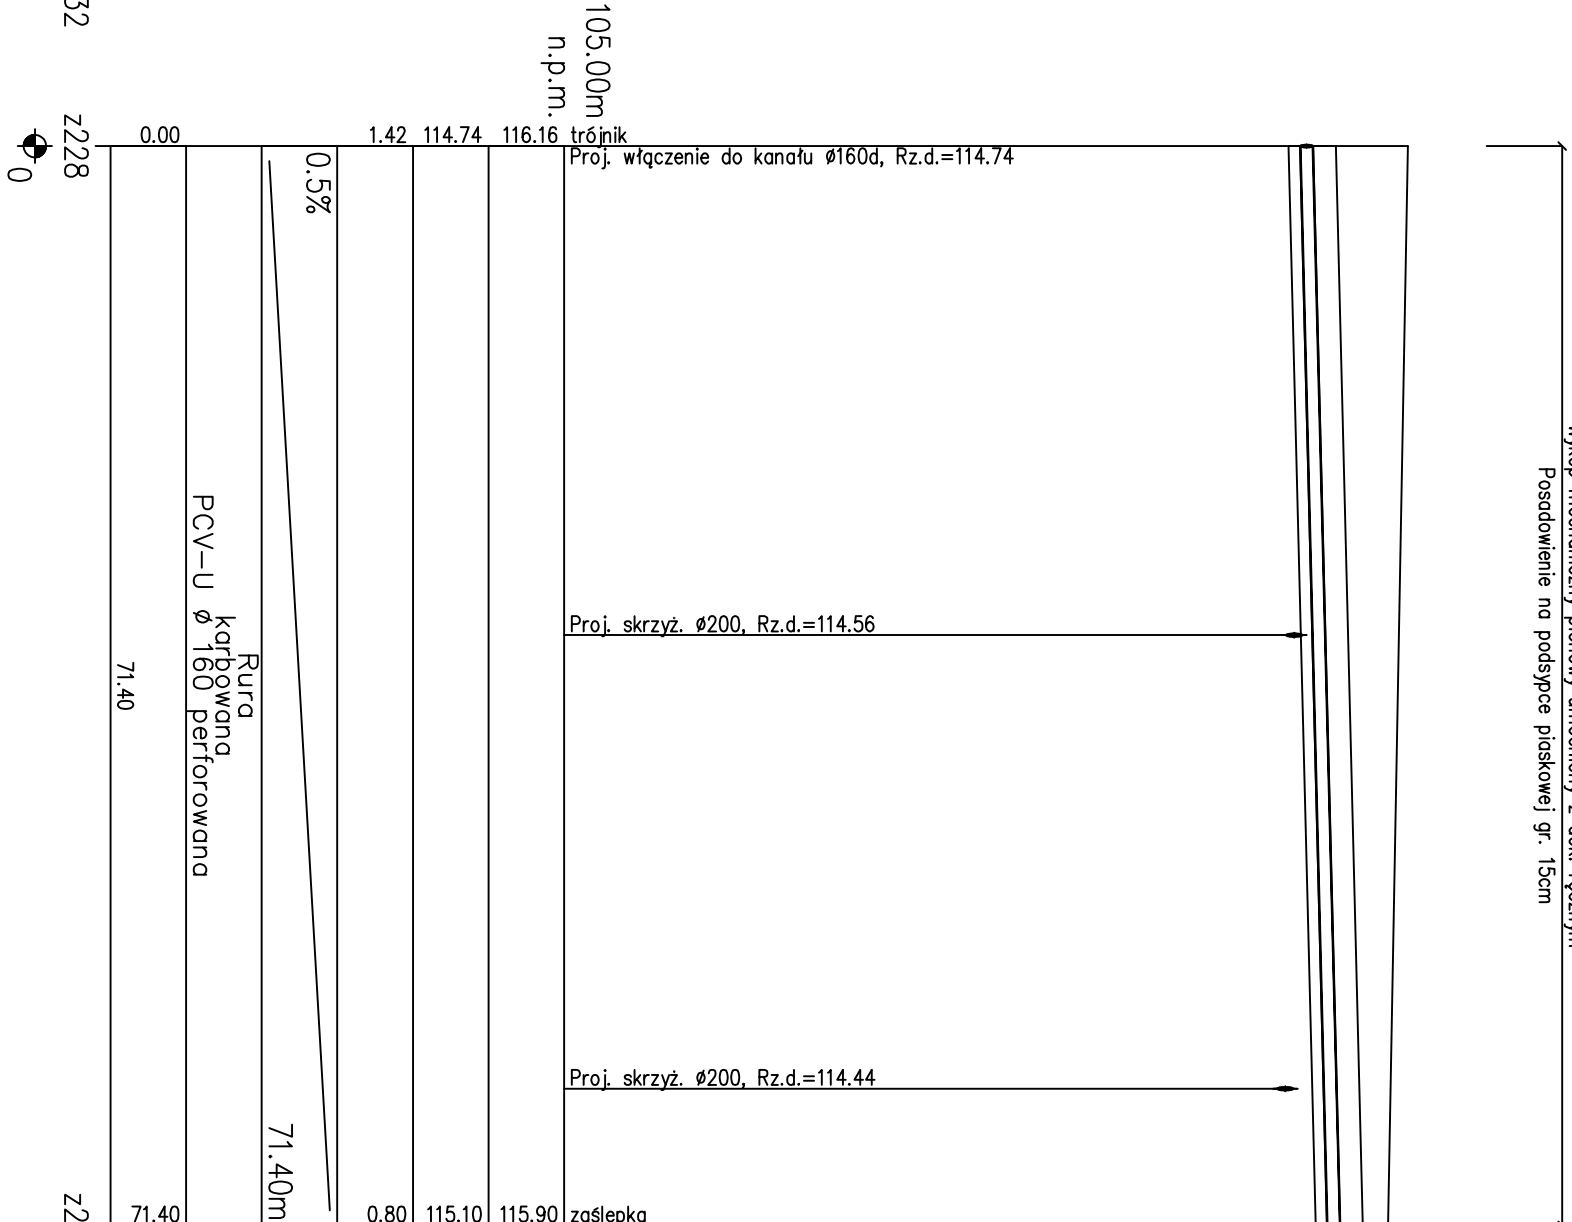 105.00m
n.p.m.
z228
0
0.00
1.42
114.74
116.16
trójnik
Proj. włączenie do kanału ø160d, Rz.d.=114.74
0.5%
71.40m
Rura
karbowana
PCV-U ø 160 perforowana
71.40
Proj. skrzyż. ø200, Rz.d.=114.56
Proj. skrzyż. ø200, Rz.d.=114.44
Posadowienie na podsypce piaskowej gr. 15cm
71.40
0.80
115.10
115.90
zaślepka